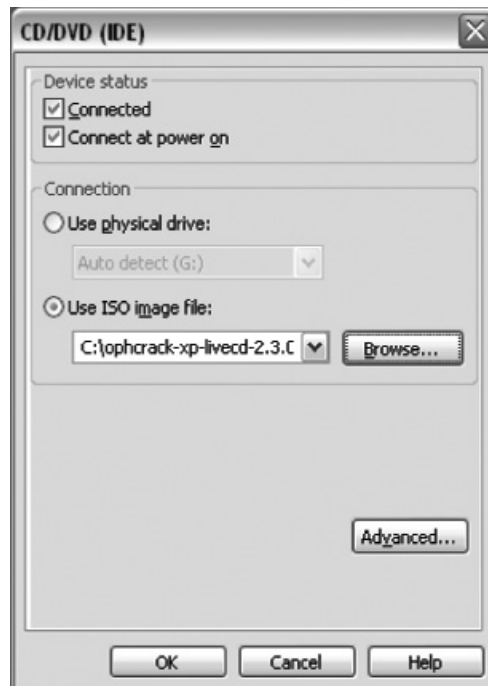 CD/DVD (IDE)
Device status
Connected
Connect at power on
Connection
Use physical drive:
Auto detect (G:)
Use ISO image file:
C:\ophcrack-xp-livecd-2.3.0
Browse...
Advanced...
OK Cancel Help